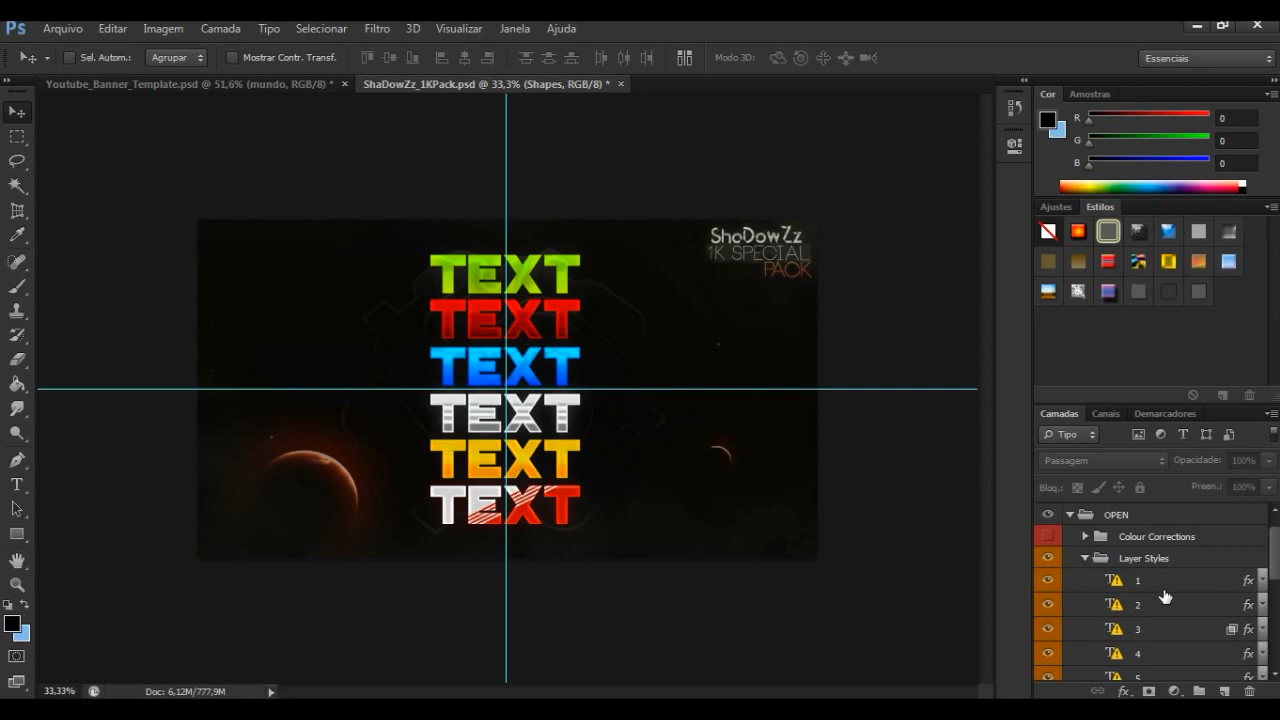 Ps Arquivo Editar Imagem Camada Tipo Selecionar Filtro 3D Visualizar Janela Ajuda
Sel. Autom.: Agrupar Mostrar Contr. Transf. Modo 3D: Essenciais
Youtube_Banner_Template.psd @ 51,6% (mundo, RGB/8) * × ShaDowZz_1KPack.psd @ 33,3% (Shapes, RGB/8) * ×
Cor Amostras
R 0
G 0
B 0
Ajustes Estilos
ShaDowZz
1K SPECIAL
PACK
TEXT
TEXT
TEXT
TEXT
TEXT
TEXT
Camadas Canais Demarcadores
Tipo
Passagem Opacidade: 100%
Bloq.: Preen.: 100%
OPEN
Colour Corrections
Layer Styles
1 fx
2 fx
3 fx
4 fx
5 fx
33,33% Doc: 6,12M/777,9M
fx